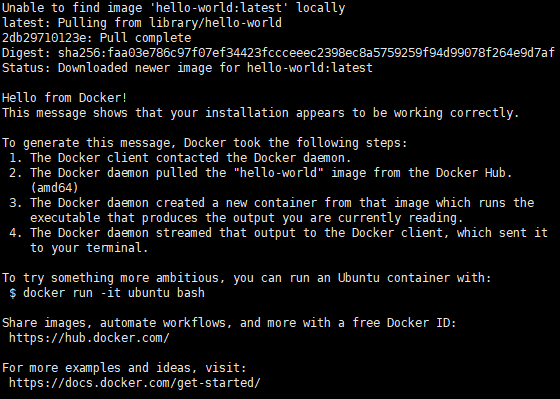 Unable to find image 'hello-world:latest' locally
latest: Pulling from library/hello-world
2db29710123e: Pull complete
Digest: sha256:faa03e786c97f07ef34423fccceeec2398ec8a5759259f94d99078f264e9d7af
Status: Downloaded newer image for hello-world:latest

Hello from Docker!
This message shows that your installation appears to be working correctly.

To generate this message, Docker took the following steps:
 1. The Docker client contacted the Docker daemon.
 2. The Docker daemon pulled the "hello-world" image from the Docker Hub.
    (amd64)
 3. The Docker daemon created a new container from that image which runs the
    executable that produces the output you are currently reading.
 4. The Docker daemon streamed that output to the Docker client, which sent it
    to your terminal.

To try something more ambitious, you can run an Ubuntu container with:
 $ docker run -it ubuntu bash

Share images, automate workflows, and more with a free Docker ID:
 https://hub.docker.com/

For more examples and ideas, visit:
 https://docs.docker.com/get-started/